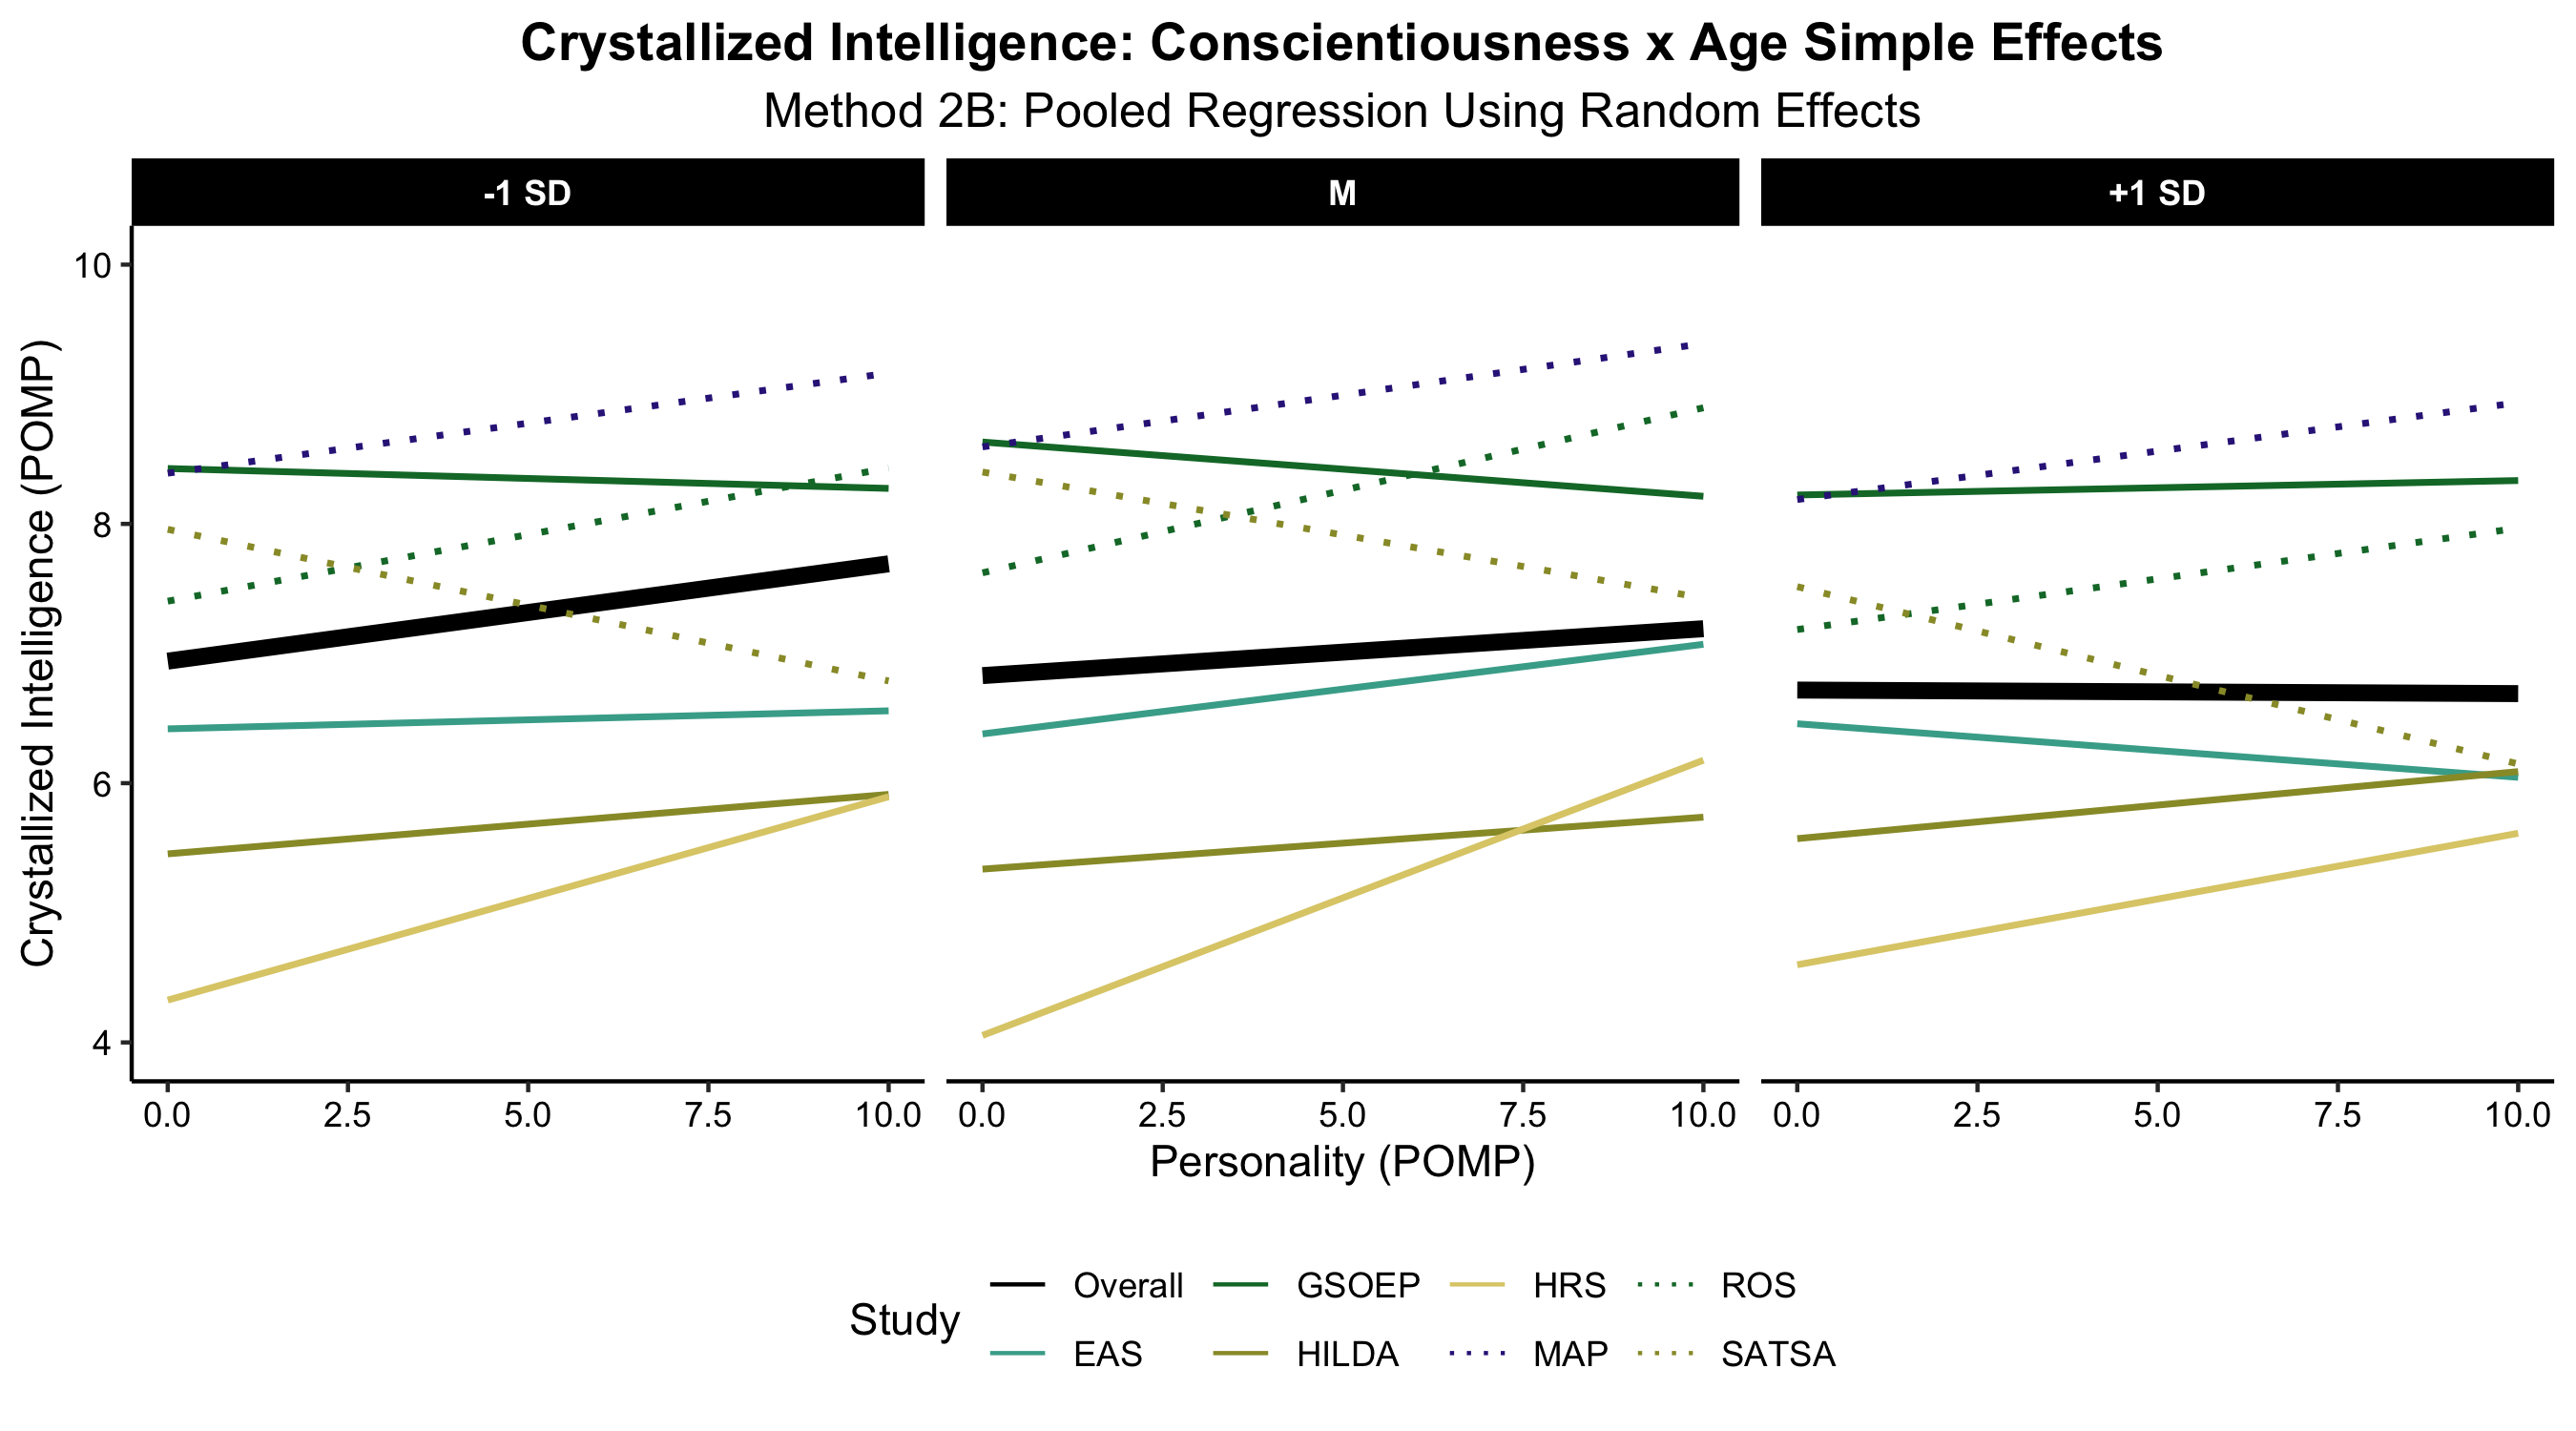 Crystallized Intelligence: Conscientiousness x Age Simple Effects
Method 2B: Pooled Regression Using Random Effects
-1 SD
M
+1 SD
Crystallized Intelligence (POMP)
10
8
6
4
0.0 2.5 5.0 7.5 10.0
0.0 2.5 5.0 7.5 10.0
0.0 2.5 5.0 7.5 10.0
Personality (POMP)
Study
Overall GSOEP HRS ROS
EAS HILDA MAP SATSA